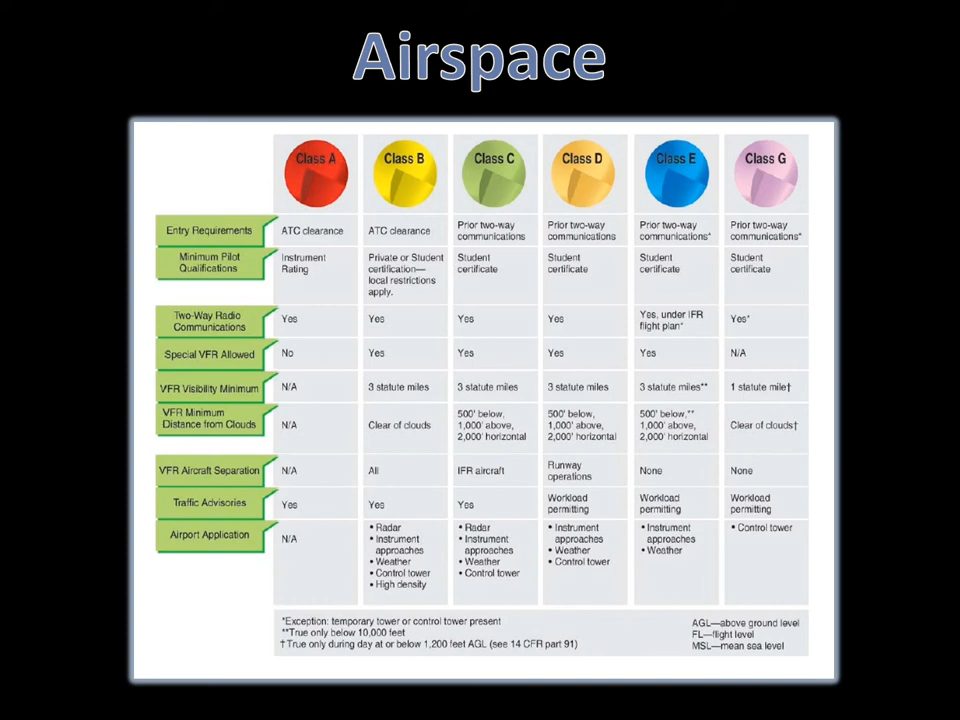 Airspace
Class A
Class B
Class C
Class D
Class E
Class G
Entry Requirements
ATC clearance
ATC clearance
Prior two-way
communications
Prior two-way
communications
Prior two-way
communications*
Prior two-way
communications*
Minimum Pilot
Qualifications
Instrument
Rating
Private or Student
certification—
local restrictions
apply.
Student
certificate
Student
certificate
Student
certificate
Student
certificate
Two-Way Radio
Communications
Yes
Yes
Yes
Yes
Yes, under IFR
flight plan*
Yes*
Special VFR Allowed
No
Yes
Yes
Yes
Yes
N/A
VFR Visibility Minimum
N/A
3 statute miles
3 statute miles
3 statute miles
3 statute miles**
1 statute mile†
VFR Minimum
Distance from Clouds
N/A
Clear of clouds
500' below,
1,000' above,
2,000' horizontal
500' below,
1,000' above,
2,000' horizontal
500' below,**
1,000' above,
2,000' horizontal
Clear of clouds†
VFR Aircraft Separation
N/A
All
IFR aircraft
Runway
operations
None
None
Traffic Advisories
Yes
Yes
Yes
Workload
permitting
Workload
permitting
Workload
permitting
Airport Application
N/A
• Radar
• Instrument
approaches
• Weather
• Control tower
• High density
• Radar
• Instrument
approaches
• Weather
• Control tower
• Instrument
approaches
• Weather
• Control tower
• Instrument
approaches
• Weather
• Control tower
*Exception: temporary tower or control tower present
**True only below 10,000 feet
†True only during day at or below 1,200 feet AGL (see 14 CFR part 91)
AGL—above ground level
FL—flight level
MSL—mean sea level